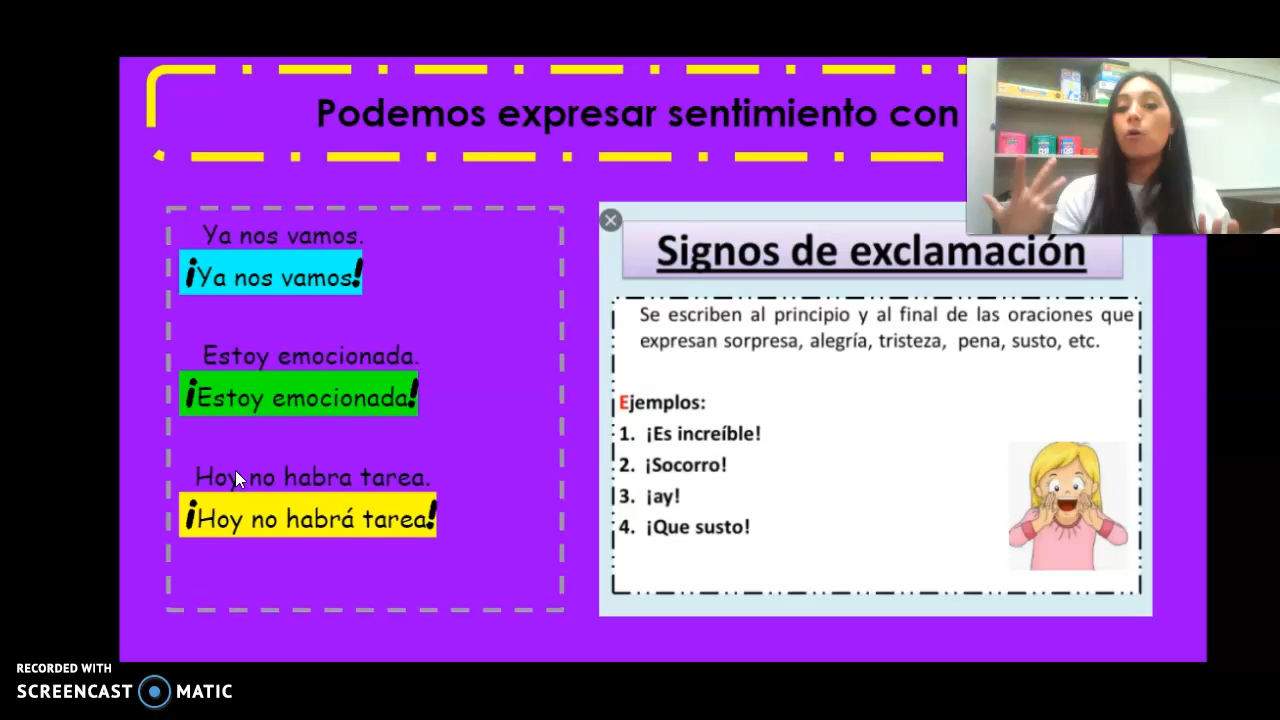 Podemos expresar sentimiento con
Ya nos vamos.
¡Ya nos vamos!
Estoy emocionada.
¡Estoy emocionada!
Hoy no habra tarea.
¡Hoy no habrá tarea!
Signos de exclamación
Se escriben al principio y al final de las oraciones que
expresan sorpresa, alegría, tristeza, pena, susto, etc.
Ejemplos:
1. ¡Es increíble!
2. ¡Socorro!
3. ¡ay!
4. ¡Que susto!
RECORDED WITH
SCREENCAST MATIC